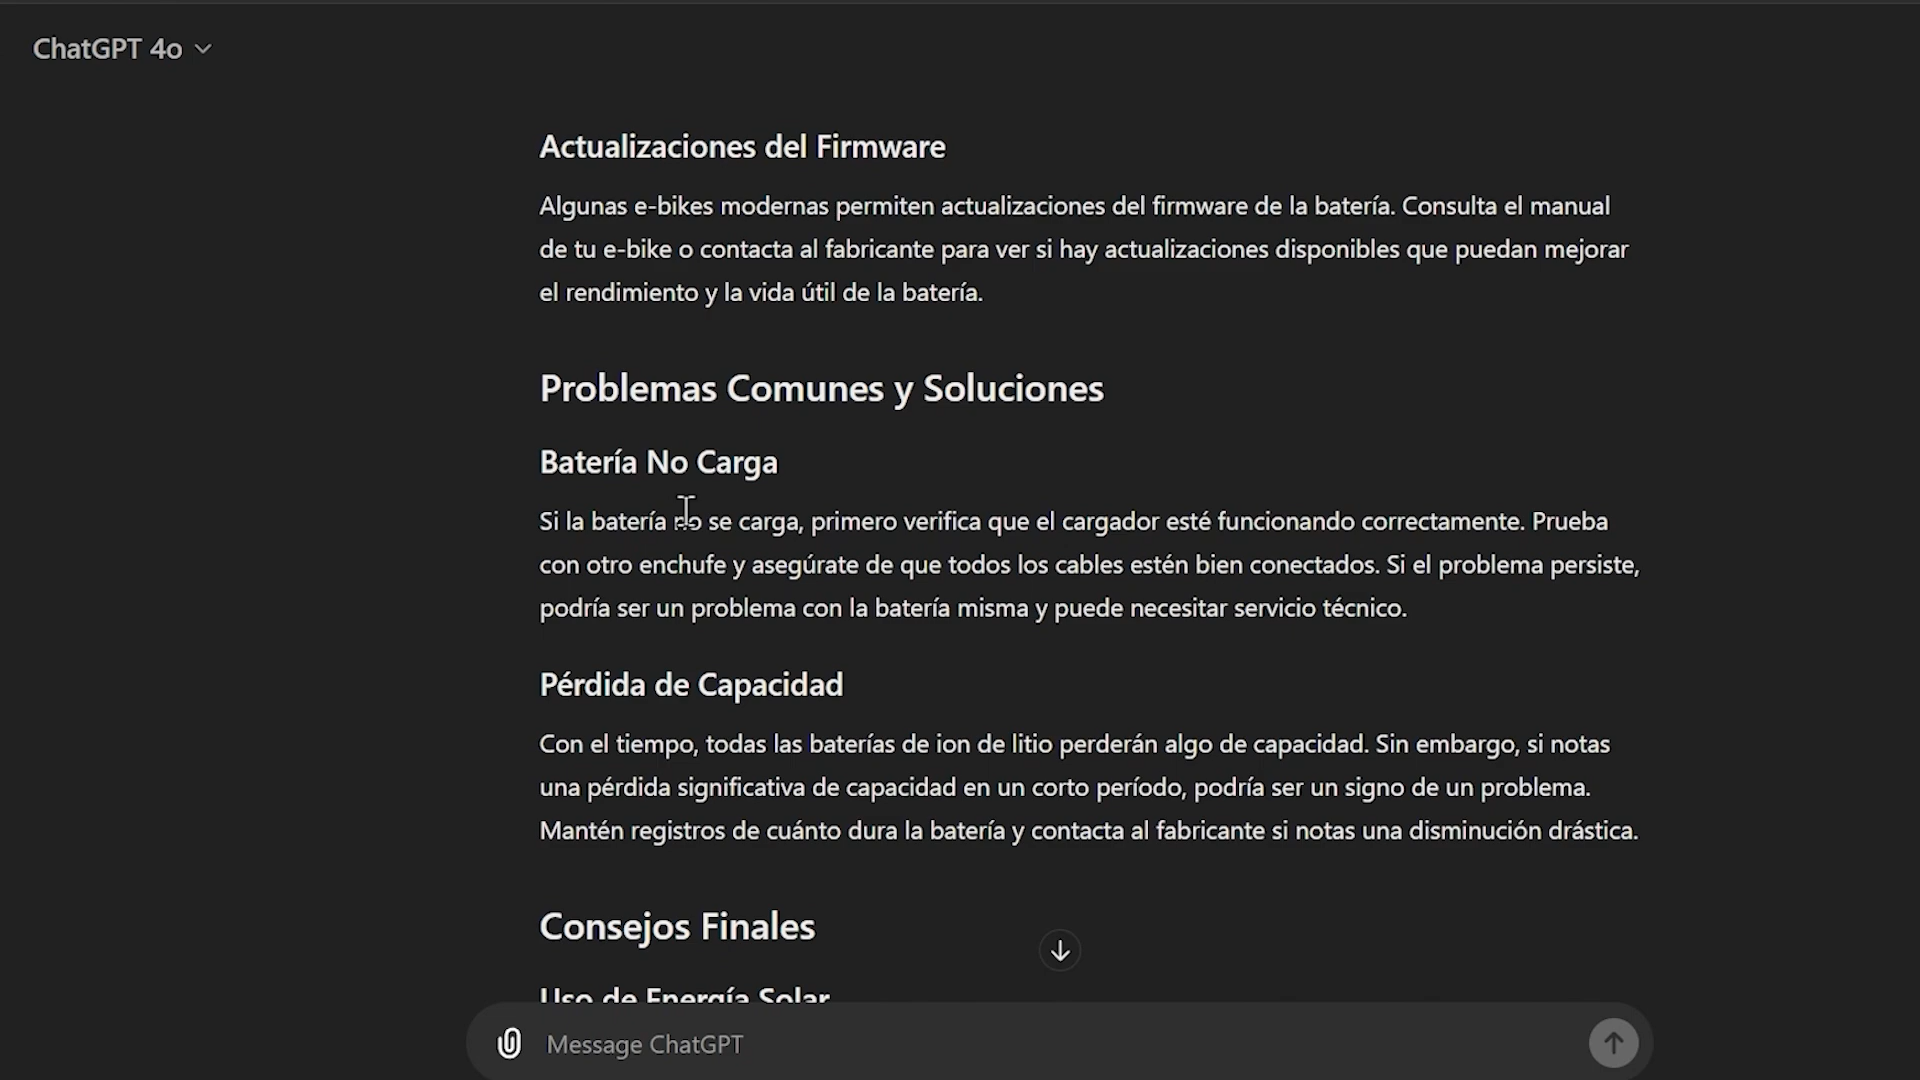 ChatGPT 4o
Actualizaciones del Firmware
Algunas e-bikes modernas permiten actualizaciones del firmware de la batería. Consulta el manual
de tu e-bike o contacta al fabricante para ver si hay actualizaciones disponibles que puedan mejorar
el rendimiento y la vida útil de la batería.
Problemas Comunes y Soluciones
Batería No Carga
Si la batería no se carga, primero verifica que el cargador esté funcionando correctamente. Prueba
con otro enchufe y asegúrate de que todos los cables estén bien conectados. Si el problema persiste,
podría ser un problema con la batería misma y puede necesitar servicio técnico.
Pérdida de Capacidad
Con el tiempo, todas las baterías de ion de litio perderán algo de capacidad. Sin embargo, si notas
una pérdida significativa de capacidad en un corto período, podría ser un signo de un problema.
Mantén registros de cuánto dura la batería y contacta al fabricante si notas una disminución drástica.
Consejos Finales
Uso de Energía Solar
Message ChatGPT